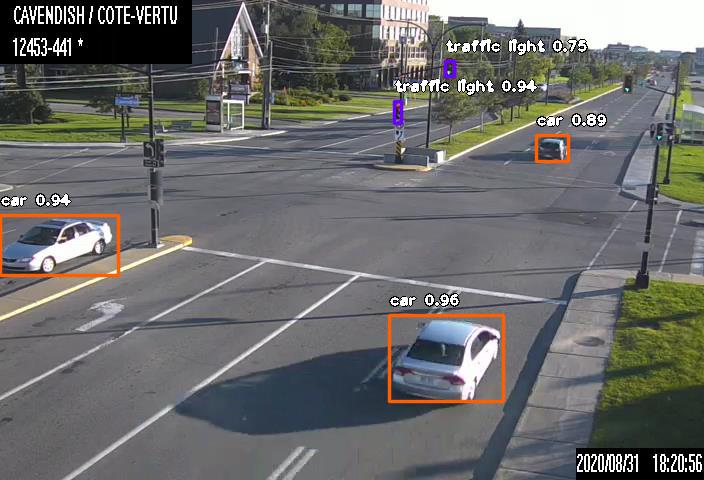 CAVENDISH / COTE-VERTU
12453-441 *
traffic light 0.75
traffic light 0.94
car 0.89
car 0.94
car 0.96
2020/08/31 18:20:56